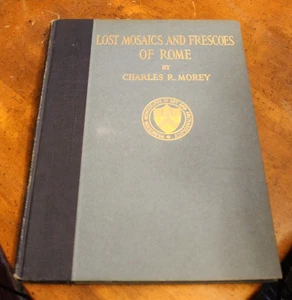 LOST MOSAICS AND FRESCOES
OF ROME
BY
CHARLES R. MOREY